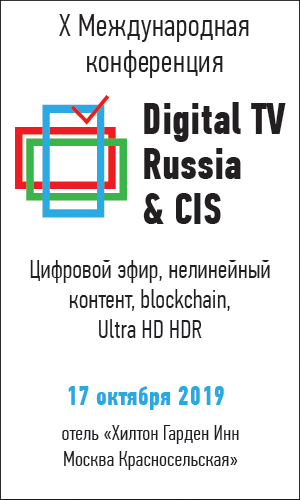 X Международная
конференция
Digital TV
Russia
& CIS
Цифровой эфир, нелинейный
контент, blockchain,
Ultra HD HDR
17 октября 2019
отель «Хилтон Гарден Инн
Москва Красносельская»